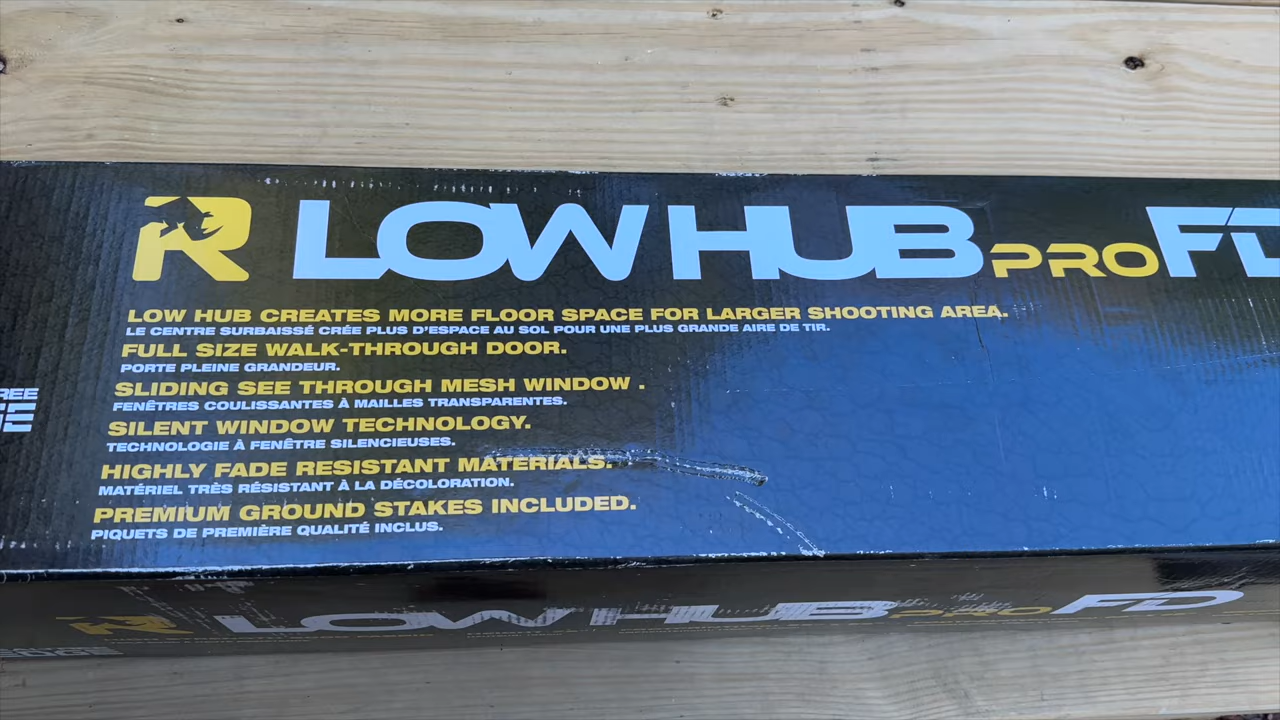 R LOW HUB PRO FD
LOW HUB CREATES MORE FLOOR SPACE FOR LARGER SHOOTING AREA.
LE CENTRE SURBAISSÉ CRÉE PLUS D'ESPACE AU SOL POUR UNE PLUS GRANDE AIRE DE TIR.
FULL SIZE WALK-THROUGH DOOR.
PORTE PLEINE GRANDEUR.
SLIDING SEE THROUGH MESH WINDOW .
FENÊTRES COULISSANTES À MAILLES TRANSPARENTES.
SILENT WINDOW TECHNOLOGY.
TECHNOLOGIE À FENÊTRE SILENCIEUSES.
HIGHLY FADE RESISTANT MATERIALS.
MATÉRIEL TRÈS RÉSISTANT À LA DÉCOLORATION.
PREMIUM GROUND STAKES INCLUDED.
PIQUETS DE PREMIÈRE QUALITÉ INCLUS.
R LOW HUB PRO FD
EDGE